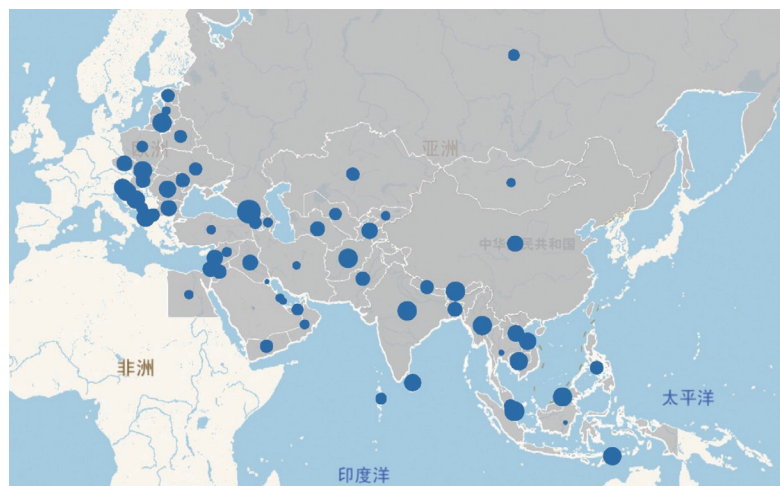 欧洲
亚洲
中华人民共和国
非洲
太平洋
印度洋